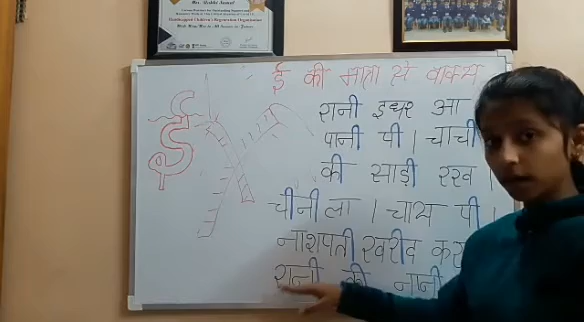 ई की मात्रा से वाक्य
रानी इधर आ
पानी पी । चाची
की साड़ी रख ।
चीनी ला । चाय पी ।
नाशपती खरीद कर
रानी की नानी
ई